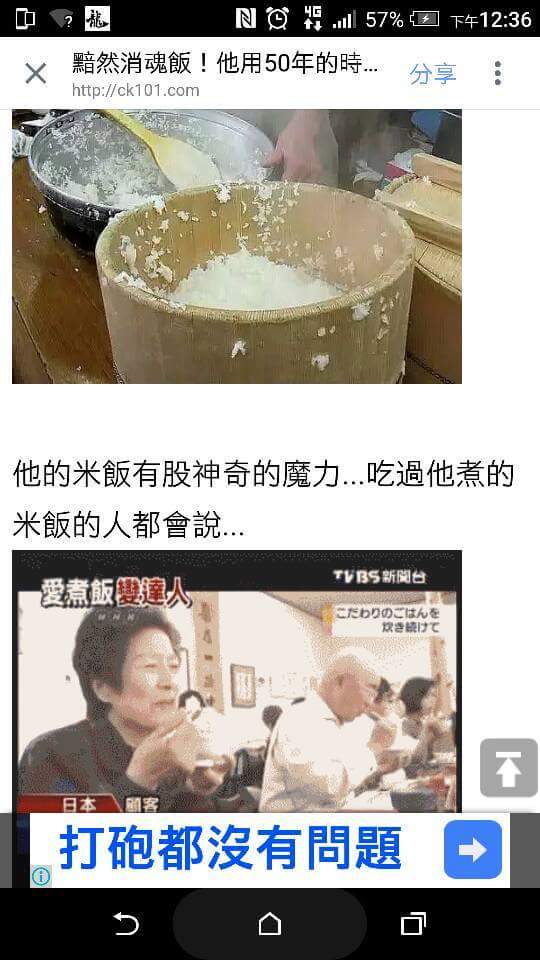 龍
4G
57%
下午12:36
黯然消魂飯！他用50年的時...
分享
http://ck101.com
他的米飯有股神奇的魔力...吃過他煮的
米飯的人都會說...
TVBS新聞台
愛煮飯變達人
NHK
こだわりのごはんを
炊き続けて
日本 顧客
打砲都沒有問題